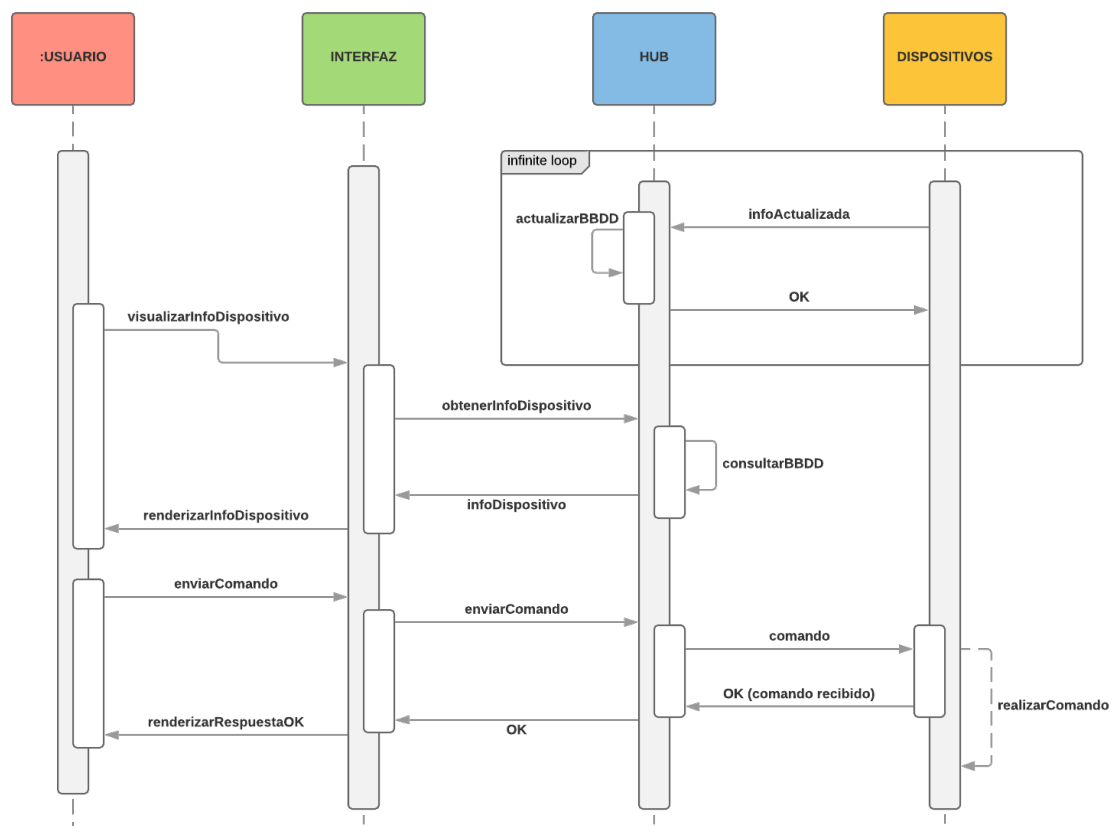 :USUARIO
INTERFAZ
HUB
DISPOSITIVOS
infinite loop
infoActualizada
actualizarBBDD
OK
visualizarInfoDispositivo
obtenerInfoDispositivo
consultarBBDD
infoDispositivo
renderizarInfoDispositivo
enviarComando
enviarComando
comando
OK (comando recibido)
realizarComando
renderizarRespuestaOK
OK